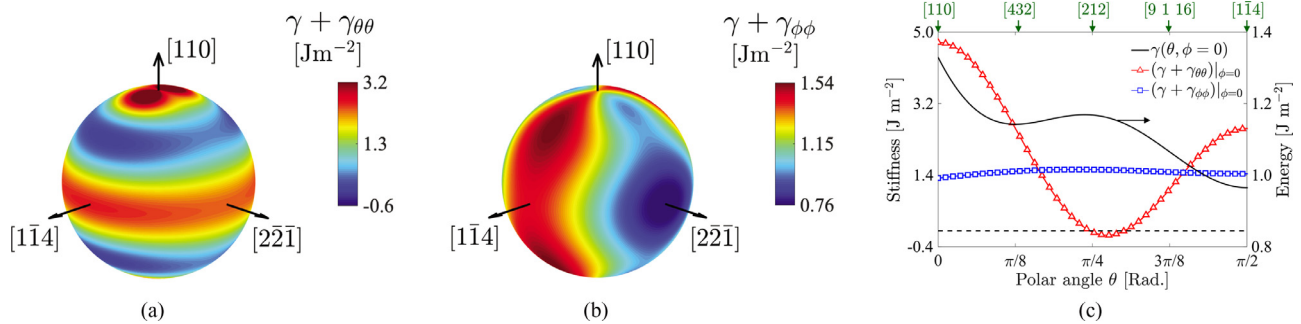 γ + γθθ
[Jm−2]
[110]
3.2
1.3
-0.6
[11̄4]
[22̄1̄]
(a)
γ + γϕϕ
[Jm−2]
[110]
1.54
1.15
0.76
[11̄4]
[22̄1̄]
(b)
[110] [432] [212] [9 1 16] [11̄4]
5.0
3.2
1.4
-0.4
Stiffness [J m−2]
γ(θ, ϕ = 0)
(γ + γθθ)|ϕ=0
(γ + γϕϕ)|ϕ=0
1.4
1.2
1.0
0.8
Energy [J m−2]
0 π/8 π/4 3π/8 π/2
Polar angle θ [Rad.]
(c)